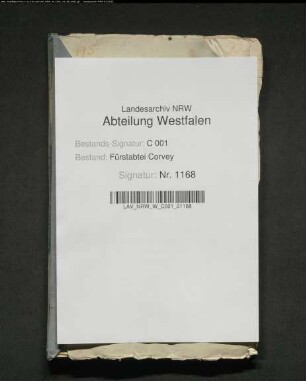 Landesarchiv NRW
Abteilung Westfalen
Bestands-Signatur: C 001
Bestand: Fürstabtei Corvey
Signatur: Nr. 1168
LAV_NRW_W_C001_01168